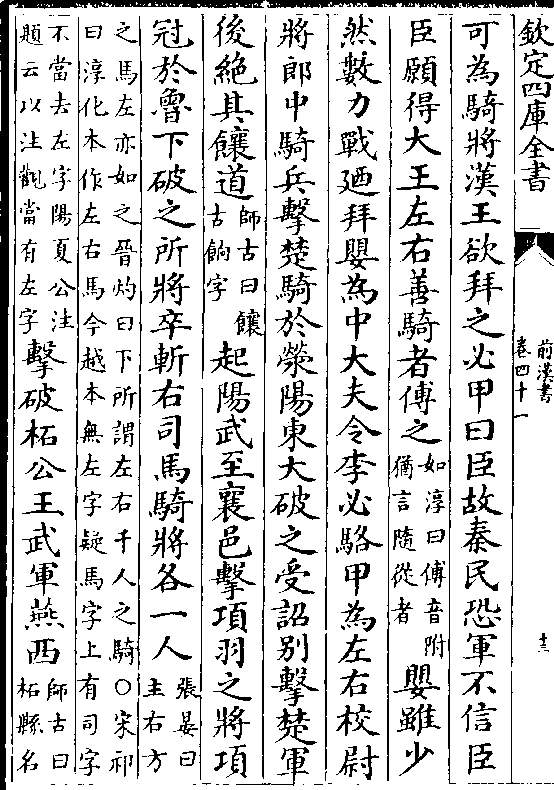 欽定四庫全書
前漢書
卷四十一
十三
可為騎將漢王欲拜之必甲曰臣故秦民恐軍不信臣
臣願得大王左右善騎者傅之如淳曰傅音附猶言隨從者嬰雖少
然數力戰廼拜嬰為中大夫令李必駱甲為左右校尉
將郎中騎兵擊楚騎於滎陽東大破之受詔别擊楚軍
後絶其饟道師古曰饟古餉字起陽武至襄邑擊項羽之將項
冠於魯下破之所將卒斬右司馬騎將各一人張晏曰主右方
之馬左亦如之晉灼曰下所謂左右千人之騎○宋祁
曰淳化本作左右馬今越本無左字疑馬字上有司字
不當去左字陽夏公注題云以注觀當有左字擊破柘公王武軍燕西師古曰柘縣名